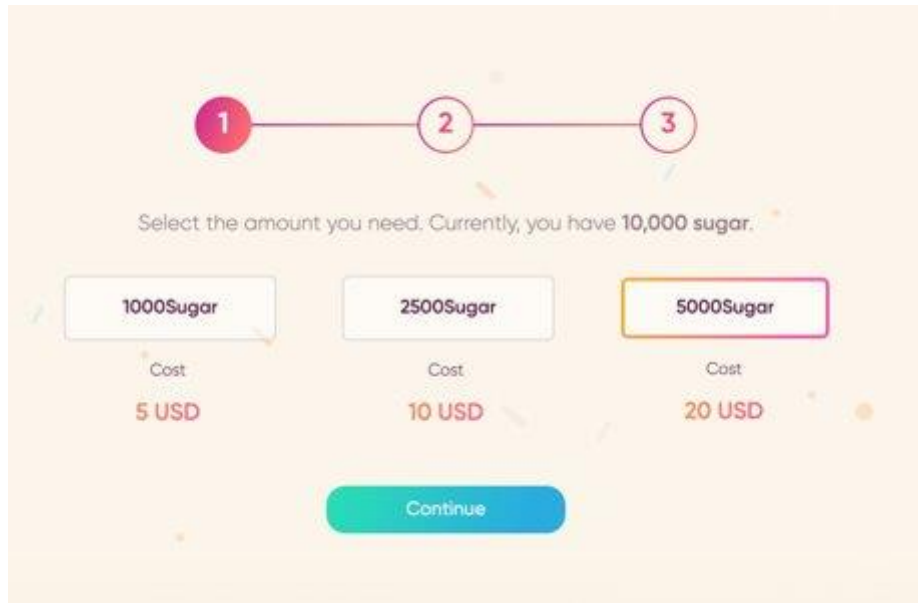 1 2 3
Select the amount you need. Currently, you have 10,000 sugar.
1000Sugar 2500Sugar 5000Sugar
Cost Cost Cost
5 USD 10 USD 20 USD
Continue